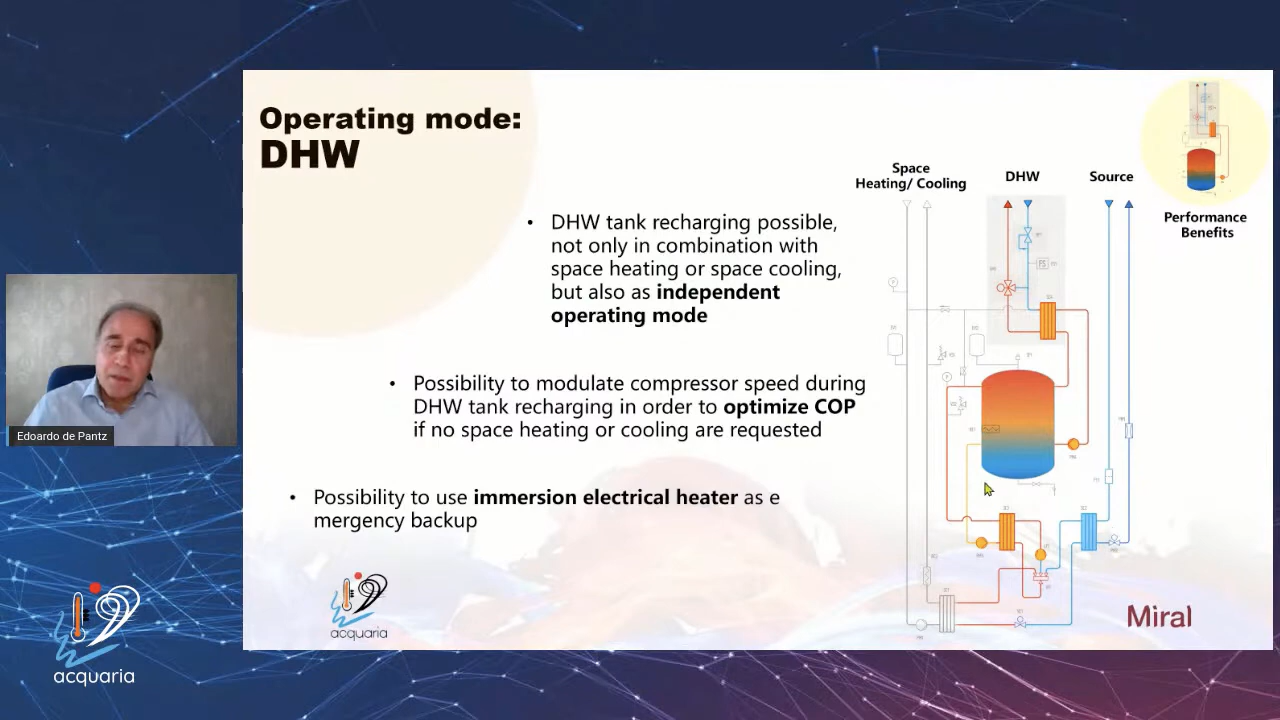 Operating mode:
DHW
Space
Heating/ Cooling
DHW
Source
Performance
Benefits
• DHW tank recharging possible,
not only in combination with
space heating or space cooling,
but also as independent
operating mode
• Possibility to modulate compressor speed during
DHW tank recharging in order to optimize COP
if no space heating or cooling are requested
• Possibility to use immersion electrical heater as e
mergency backup
Edoardo de Pantz
acquaria
Miral
acquaria